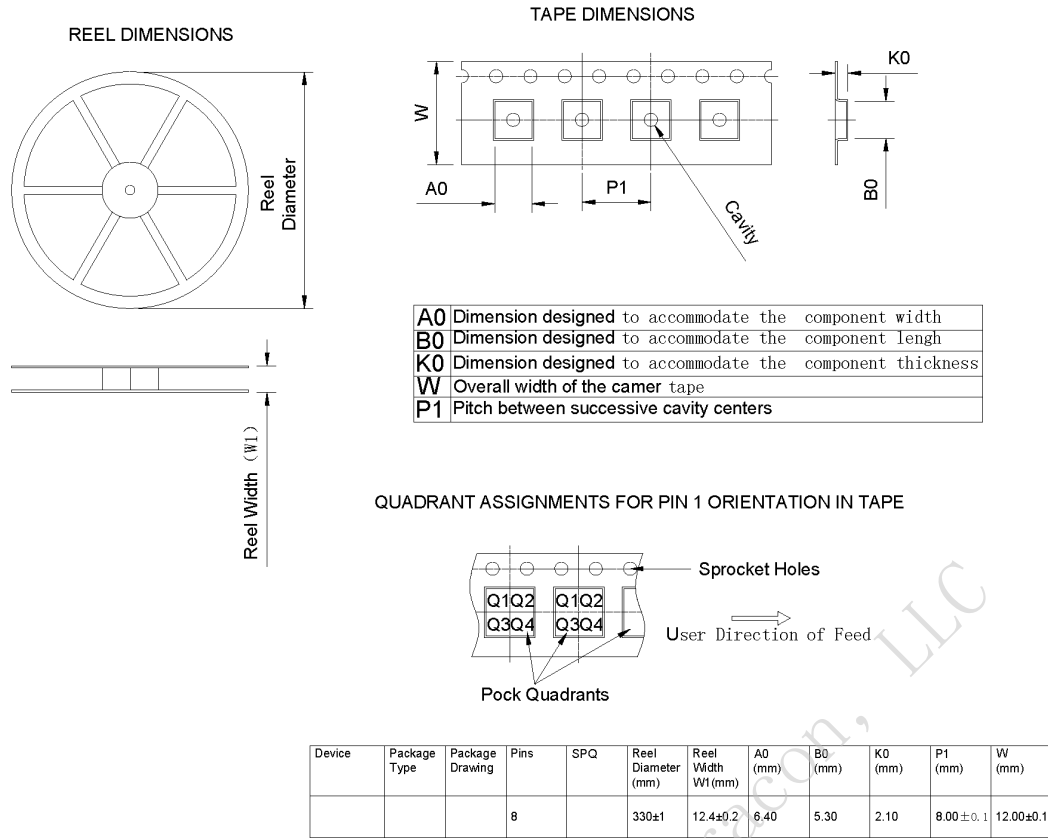 TAPE DIMENSIONS
REEL DIMENSIONS
Reel
Diameter
W
K0
A0
P1
B0
Cavity
A0 Dimension designed to accommodate the component width
B0 Dimension designed to accommodate the component lengh
K0 Dimension designed to accommodate the component thickness
W Overall width of the camer tape
P1 Pitch between successive cavity centers
Reel Width (W1)
QUADRANT ASSIGNMENTS FOR PIN 1 ORIENTATION IN TAPE
Sprocket Holes
Q1Q2 Q1Q2
Q3Q4 Q3Q4
User Direction of Feed
Pock Quadrants
Device Package Type Package Drawing Pins SPQ Reel Diameter (mm) Reel Width W1(mm) A0 (mm) B0 (mm) K0 (mm) P1 (mm) W (mm)
8 330±1 12.4±0.2 6.40 5.30 2.10 8.00±0.1 12.00±0.1
LLC